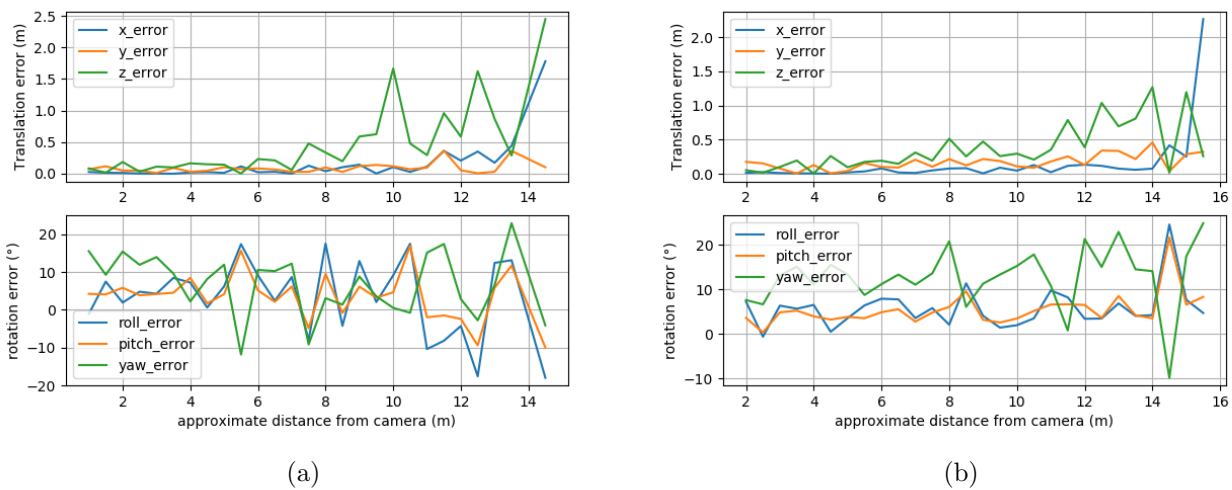 Translation error (m)
2.5
2.0
1.5
1.0
0.5
0.0
x_error
y_error
z_error
rotation error (°)
20
10
0
−10
−20
roll_error
pitch_error
yaw_error
2 4 6 8 10 12 14
approximate distance from camera (m)
(a)
Translation error (m)
2.0
1.5
1.0
0.5
0.0
x_error
y_error
z_error
rotation error (°)
20
10
0
−10
roll_error
pitch_error
yaw_error
2 4 6 8 10 12 14 16
approximate distance from camera (m)
(b)